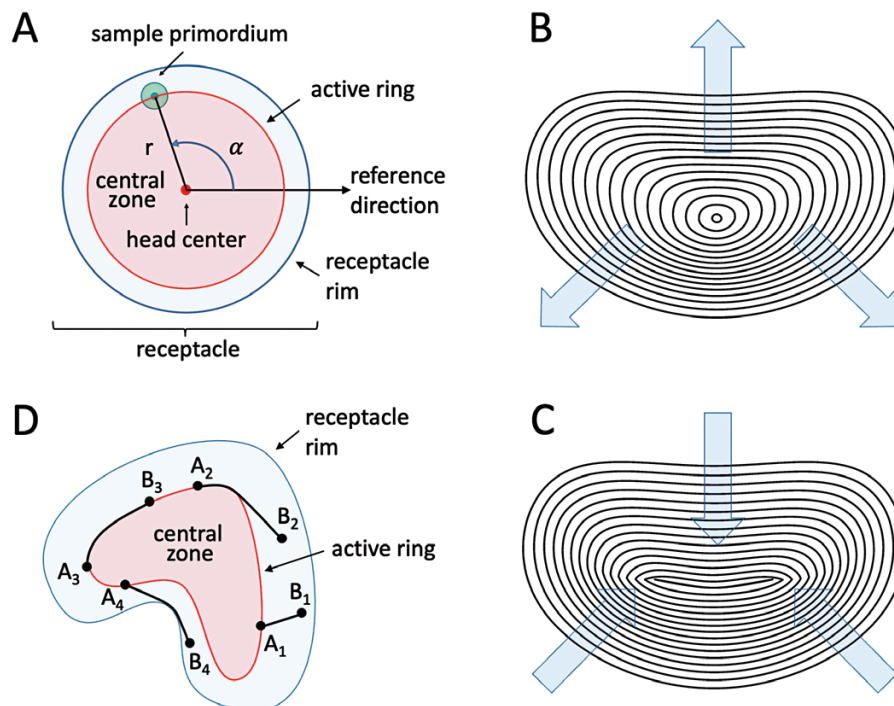 A
sample primordium
active ring
r
α
central
zone
reference
direction
head center
receptacle
rim
receptacle
B
D
receptacle
rim
B3
A2
central
zone
B2
active ring
A3
A4
B1
A1
B4
C